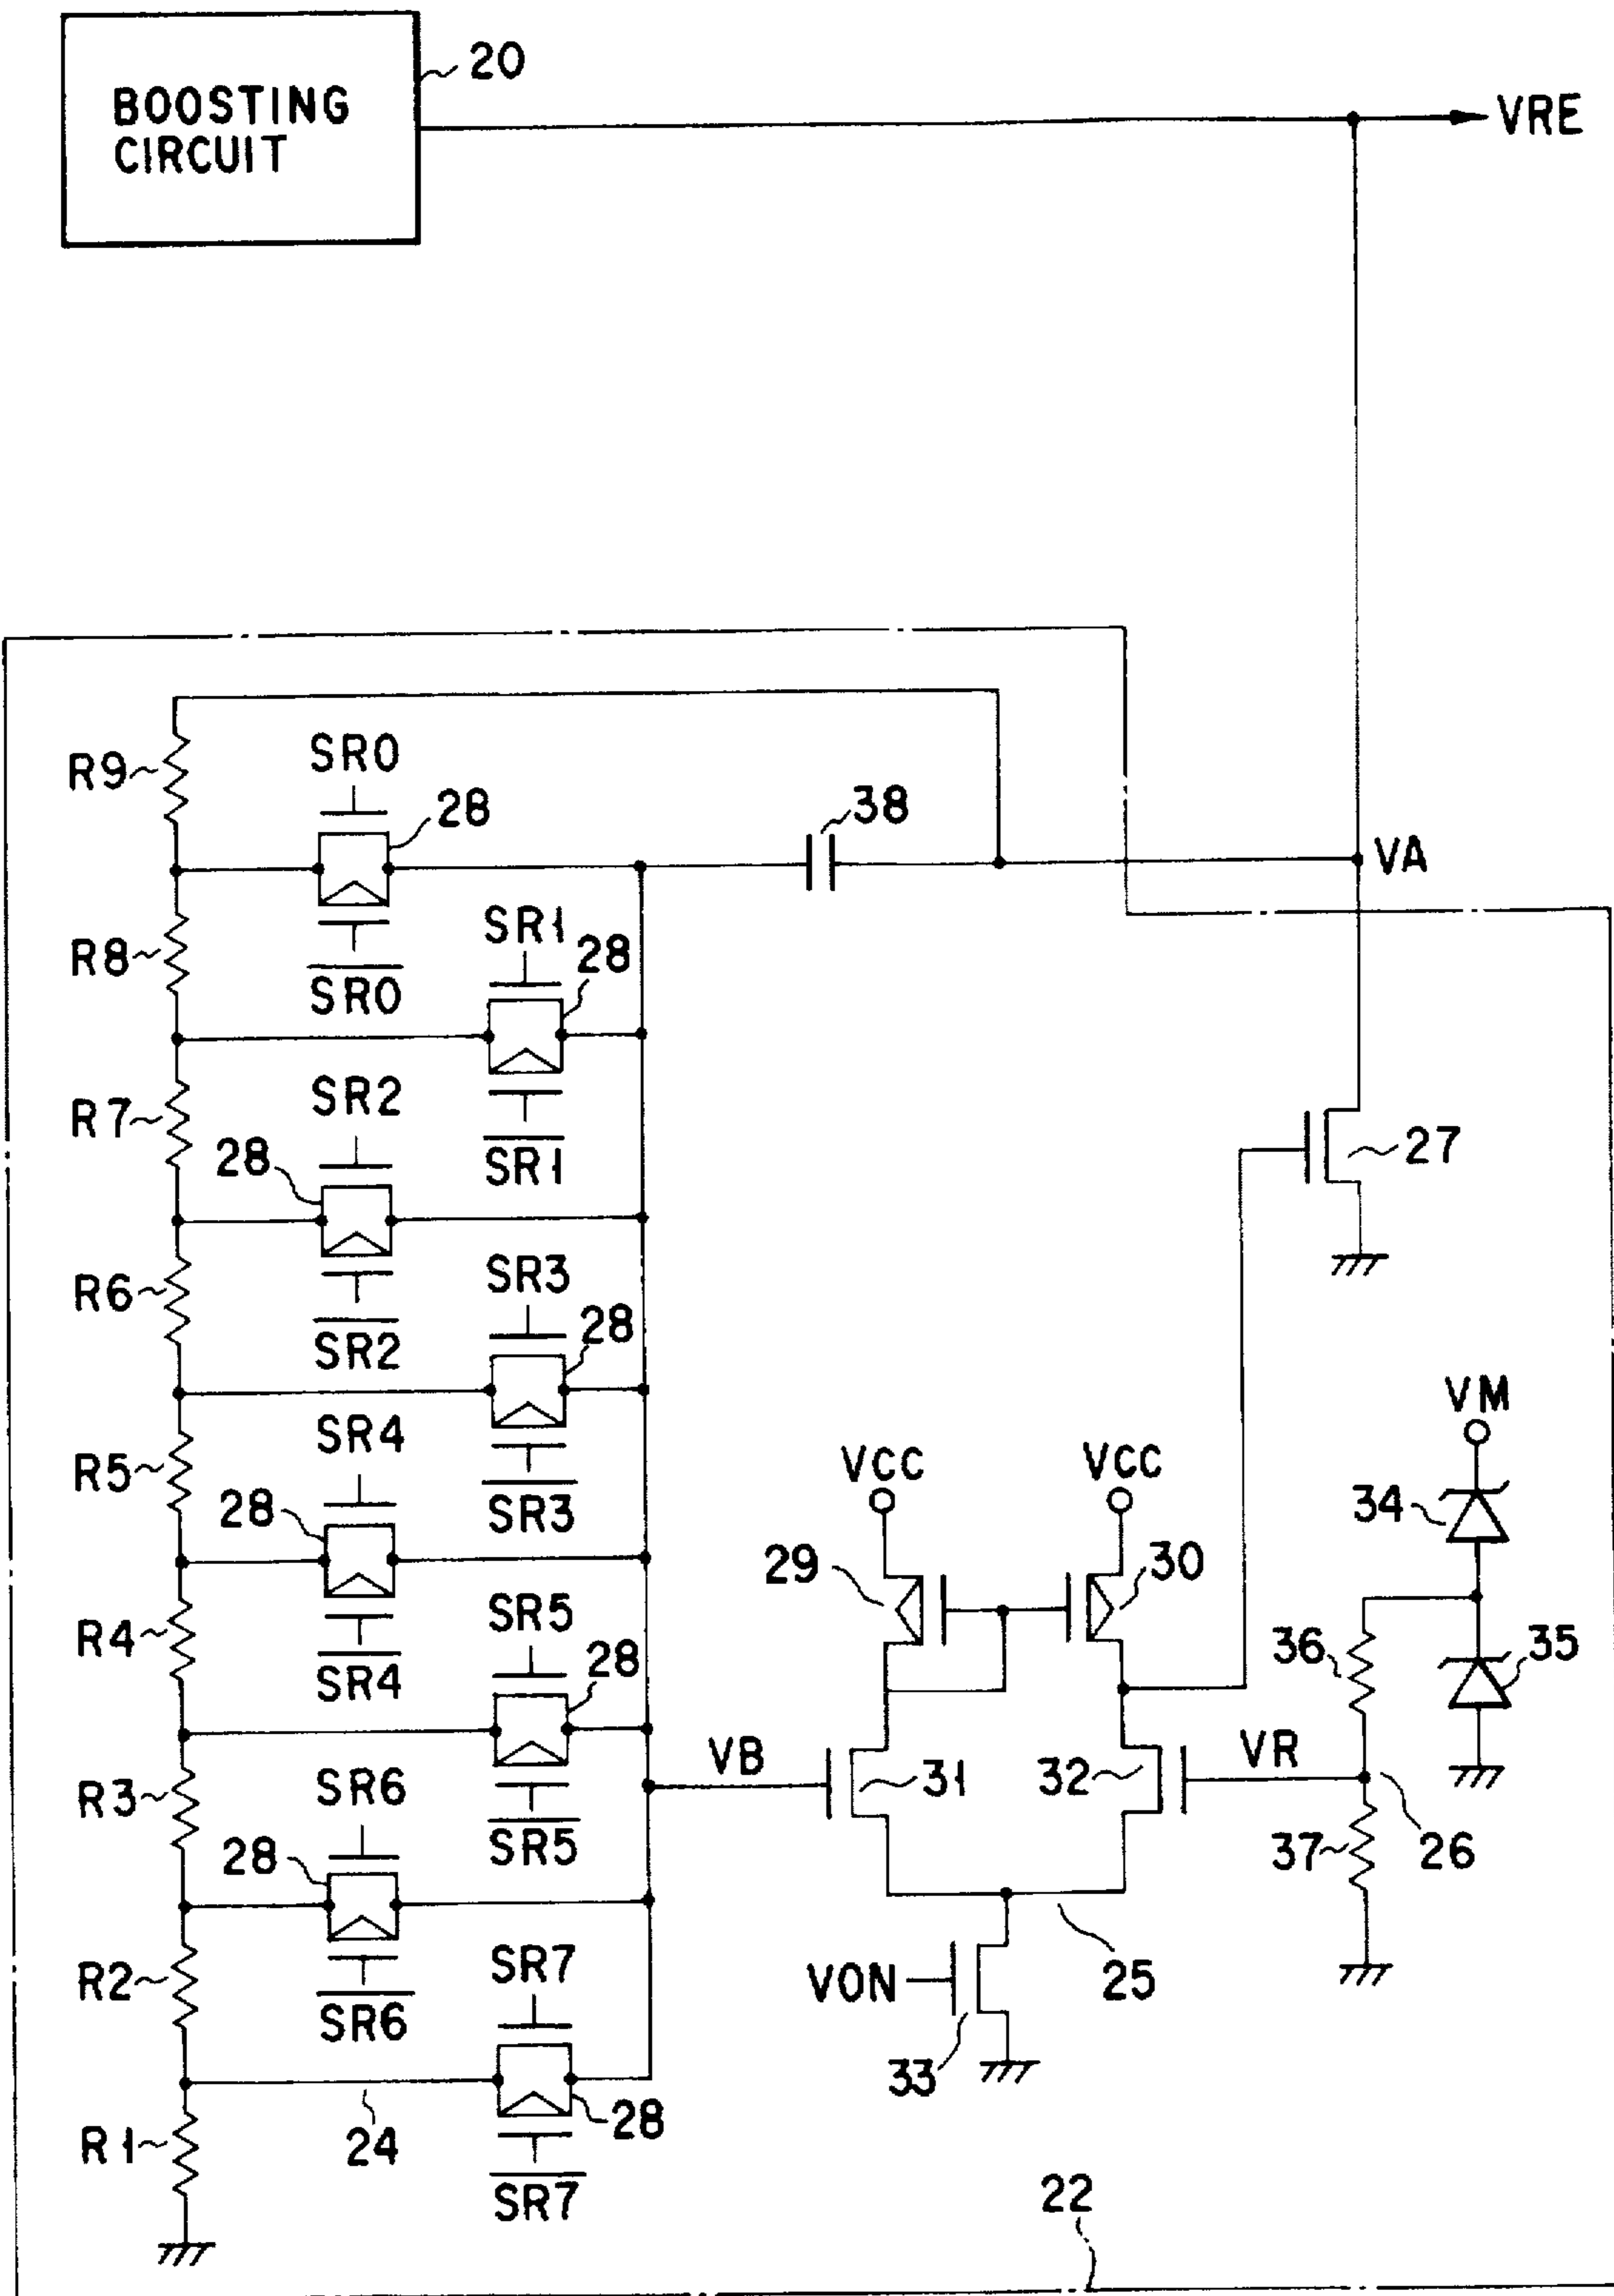 BOOSTING
CIRCUIT
20
VRE
R9
SR0
28
38
VA
SR0
R8
SR1
28
SR1
R7
SR2
28
27
SR2
R6
SR3
28
SR3
VM
R5
SR4
28
VCC
VCC
34
29
30
R4
SR4
SR5
28
36
35
R3
SR6
SR5
VB
31
32
VR
28
37
26
R2
SR6
SR7
VON
25
33
R1
24
28
SR7
22